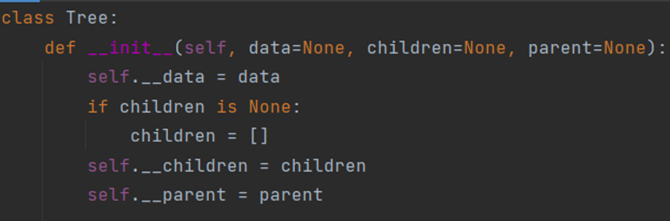 class Tree:
    def __init__(self, data=None, children=None, parent=None):
        self.__data = data
        if children is None:
            children = []
        self.__children = children
        self.__parent = parent